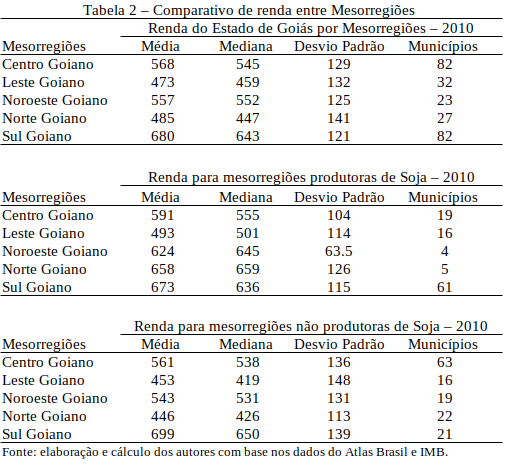 Tabela 2 – Comparativo de renda entre Mesorregiões
Renda do Estado de Goiás por Mesorregiões – 2010
Mesorregiões Média Mediana Desvio Padrão Municípios
Centro Goiano 568 545 129 82
Leste Goiano 473 459 132 32
Noroeste Goiano 557 552 125 23
Norte Goiano 485 447 141 27
Sul Goiano 680 643 121 82
Renda para mesorregiões produtoras de Soja – 2010
Mesorregiões Média Mediana Desvio Padrão Municípios
Centro Goiano 591 555 104 19
Leste Goiano 493 501 114 16
Noroeste Goiano 624 645 63.5 4
Norte Goiano 658 659 126 5
Sul Goiano 673 636 115 61
Renda para mesorregiões não produtoras de Soja – 2010
Mesorregiões Média Mediana Desvio Padrão Municípios
Centro Goiano 561 538 136 63
Leste Goiano 453 419 148 16
Noroeste Goiano 543 531 131 19
Norte Goiano 446 426 113 22
Sul Goiano 699 650 139 21
Fonte: elaboração e cálculo dos autores com base nos dados do Atlas Brasil e IMB.